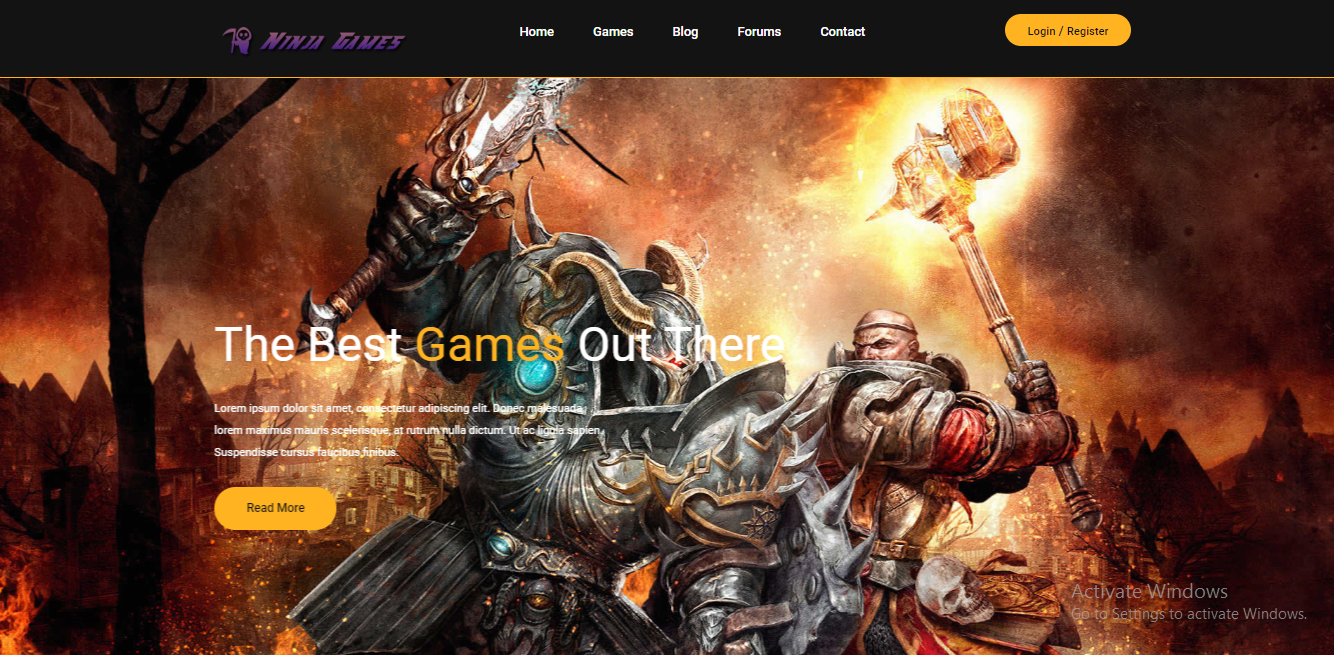 Ninja Games
Home
Games
Blog
Forums
Contact
Login / Register
The Best Games Out There
Lorem ipsum dolor sit amet, consectetur adipiscing elit. Donec malesuada
lorem maximus mauris scelerisque, at rutrum nulla dictum. Ut ac ligula sapien.
Suspendisse cursus faucibus finibus.
Read More
Activate Windows
Go to Settings to activate Windows.